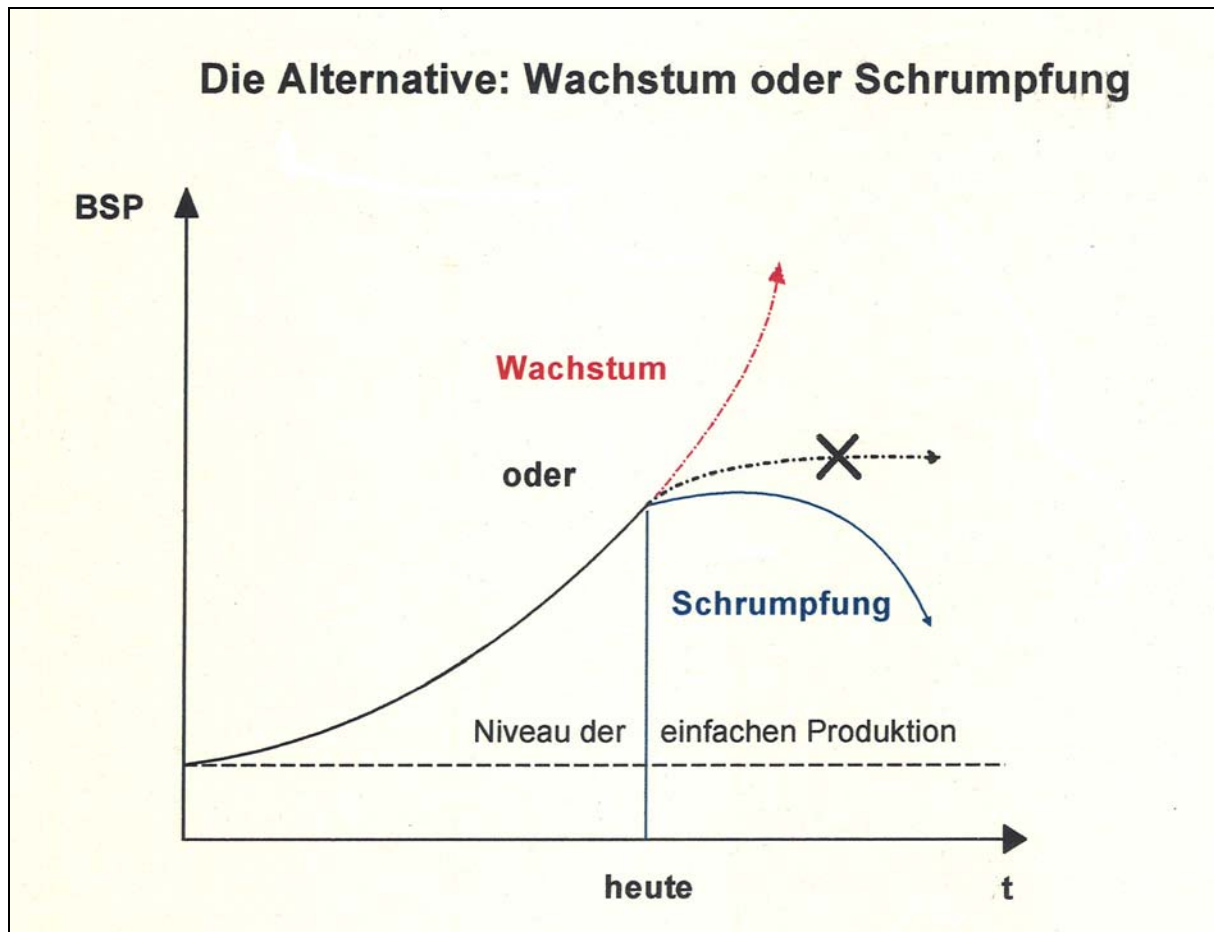 Die Alternative: Wachstum oder Schrumpfung
BSP
Wachstum
oder
Schrumpfung
Niveau der einfachen Produktion
heute
t